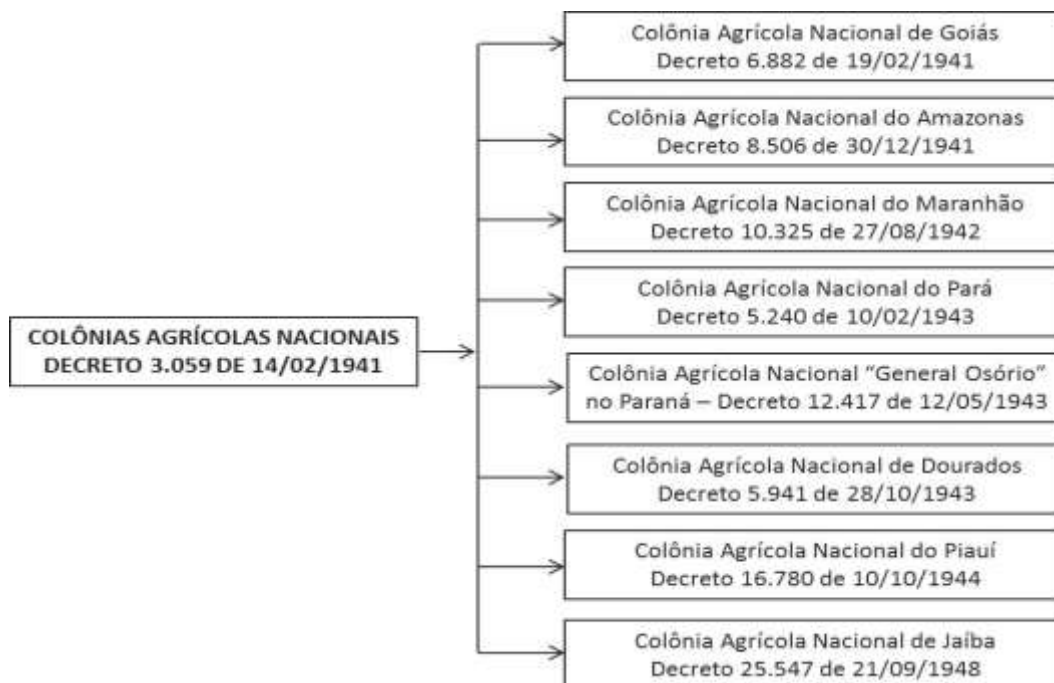 Colônia Agrícola Nacional de Goiás
Decreto 6.882 de 19/02/1941
Colônia Agrícola Nacional do Amazonas
Decreto 8.506 de 30/12/1941
Colônia Agrícola Nacional do Maranhão
Decreto 10.325 de 27/08/1942
Colônia Agrícola Nacional do Pará
Decreto 5.240 de 10/02/1943
COLÔNIAS AGRÍCOLAS NACIONAIS
DECRETO 3.059 DE 14/02/1941
Colônia Agrícola Nacional “General Osório”
no Paraná – Decreto 12.417 de 12/05/1943
Colônia Agrícola Nacional de Dourados
Decreto 5.941 de 28/10/1943
Colônia Agrícola Nacional do Piauí
Decreto 16.780 de 10/10/1944
Colônia Agrícola Nacional de Jaíba
Decreto 25.547 de 21/09/1948